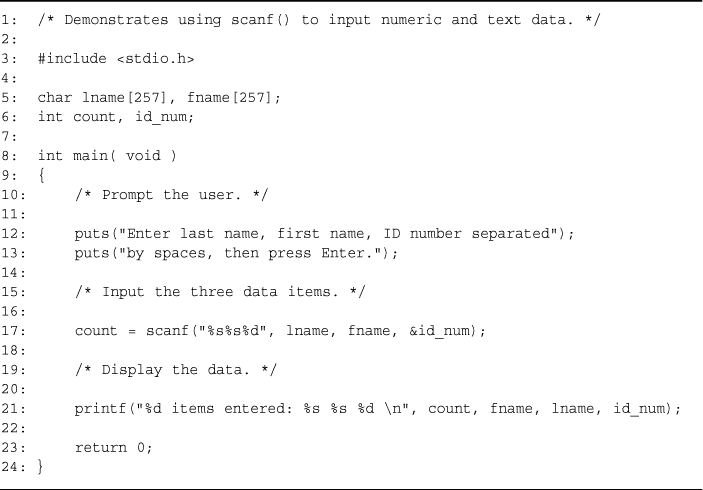 1:  /* Demonstrates using scanf() to input numeric and text data. */
2:
3:  #include <stdio.h>
4:
5:  char lname[257], fname[257];
6:  int count, id_num;
7:
8:  int main( void )
9:  {
10:     /* Prompt the user. */
11:
12:     puts("Enter last name, first name, ID number separated");
13:     puts("by spaces, then press Enter.");
14:
15:     /* Input the three data items. */
16:
17:     count = scanf("%s%s%d", lname, fname, &id_num);
18:
19:     /* Display the data. */
20:
21:     printf("%d items entered: %s %s %d \n", count, fname, lname, id_num);
22:
23:     return 0;
24: }